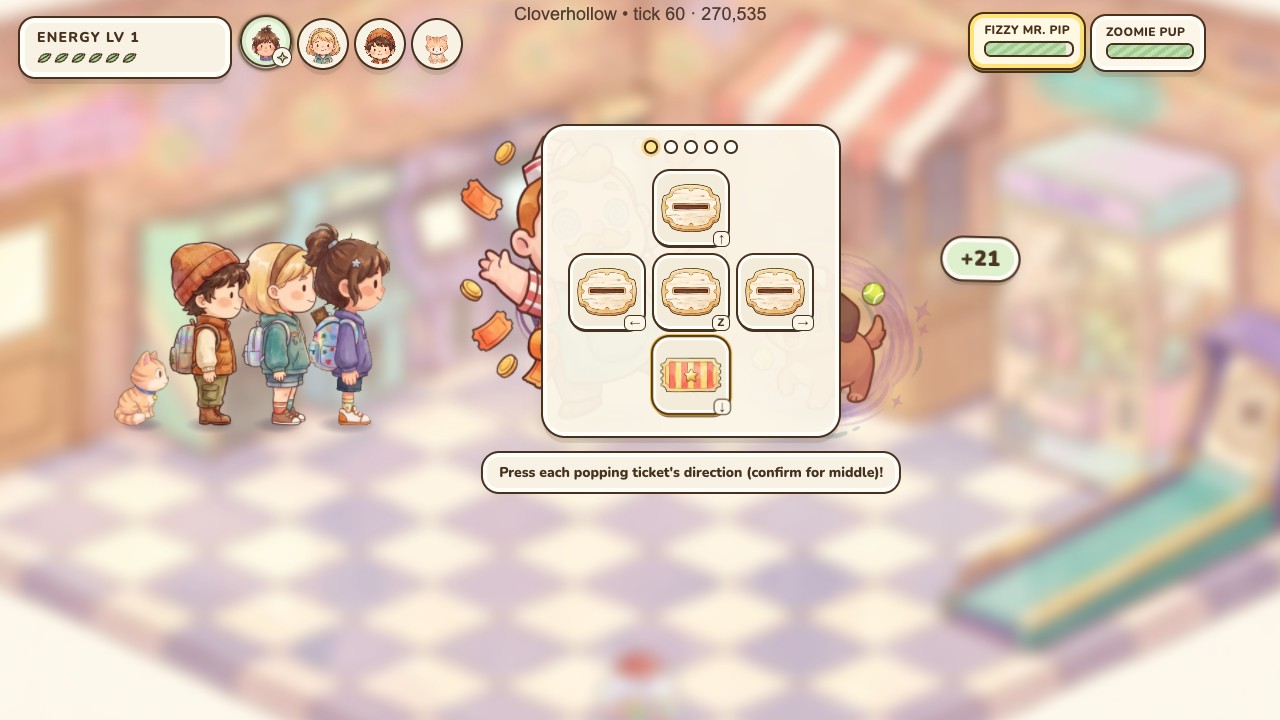 Cloverhollow • tick 60 · 270,535
ENERGY LV 1
FIZZY MR. PIP
ZOOMIE PUP
+21
↑
←
Z
→
↓
Press each popping ticket's direction (confirm for middle)!